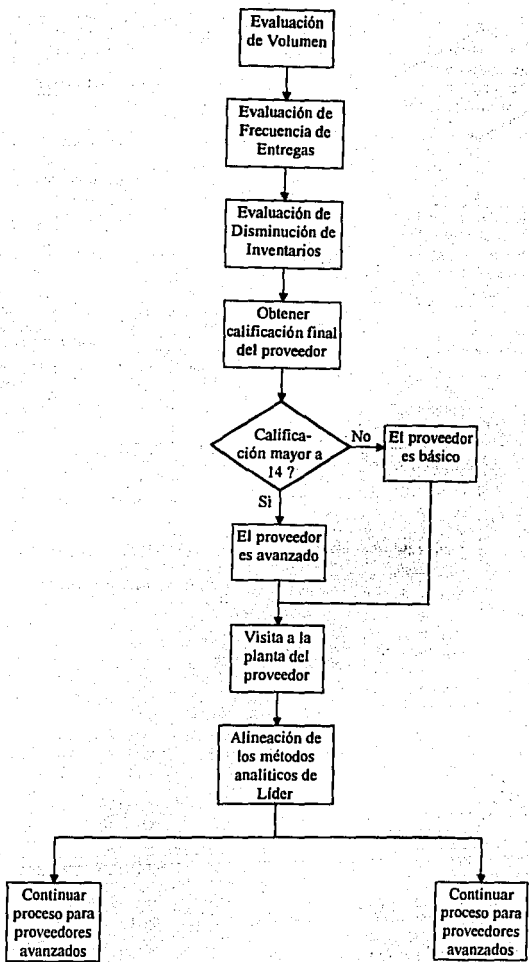 Evaluación
de Volumen
Evaluación de
Frecuencia de
Entregas
Evaluación de
Disminución de
Inventarios
Obtener
calificación final
del proveedor
Califica-
ción mayor a
14 ?
No
El proveedor
es básico
Sì
El proveedor
es avanzado
Visita a la
planta del
proveedor
Alineación de
los métodos
analíticos de
Líder
Continuar
proceso para
proveedores
avanzados
Continuar
proceso para
proveedores
avanzados